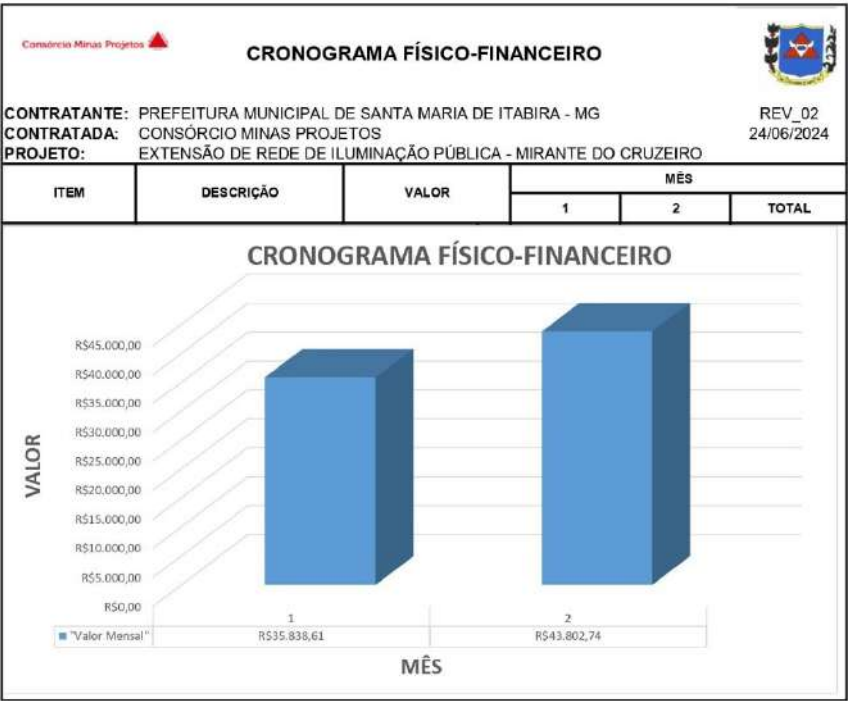 Consórcio Minas Projetos
CRONOGRAMA FÍSICO-FINANCEIRO
CONTRATANTE: PREFEITURA MUNICIPAL DE SANTA MARIA DE ITABIRA - MG
REV_02
CONTRATADA: CONSÓRCIO MINAS PROJETOS
24/06/2024
PROJETO: EXTENSÃO DE REDE DE ILUMINAÇÃO PÚBLICA - MIRANTE DO CRUZEIRO
ITEM DESCRIÇÃO VALOR MÊS
1 2 TOTAL
CRONOGRAMA FÍSICO-FINANCEIRO
R$45.000,00
R$40.000,00
R$35.000,00
R$30.000,00
R$25.000,00
R$20.000,00
R$15.000,00
R$10.000,00
R$5.000,00
R$0,00
VALOR
1 2
"Valor Mensal" R$35.838,61 R$43.802,74
MÊS